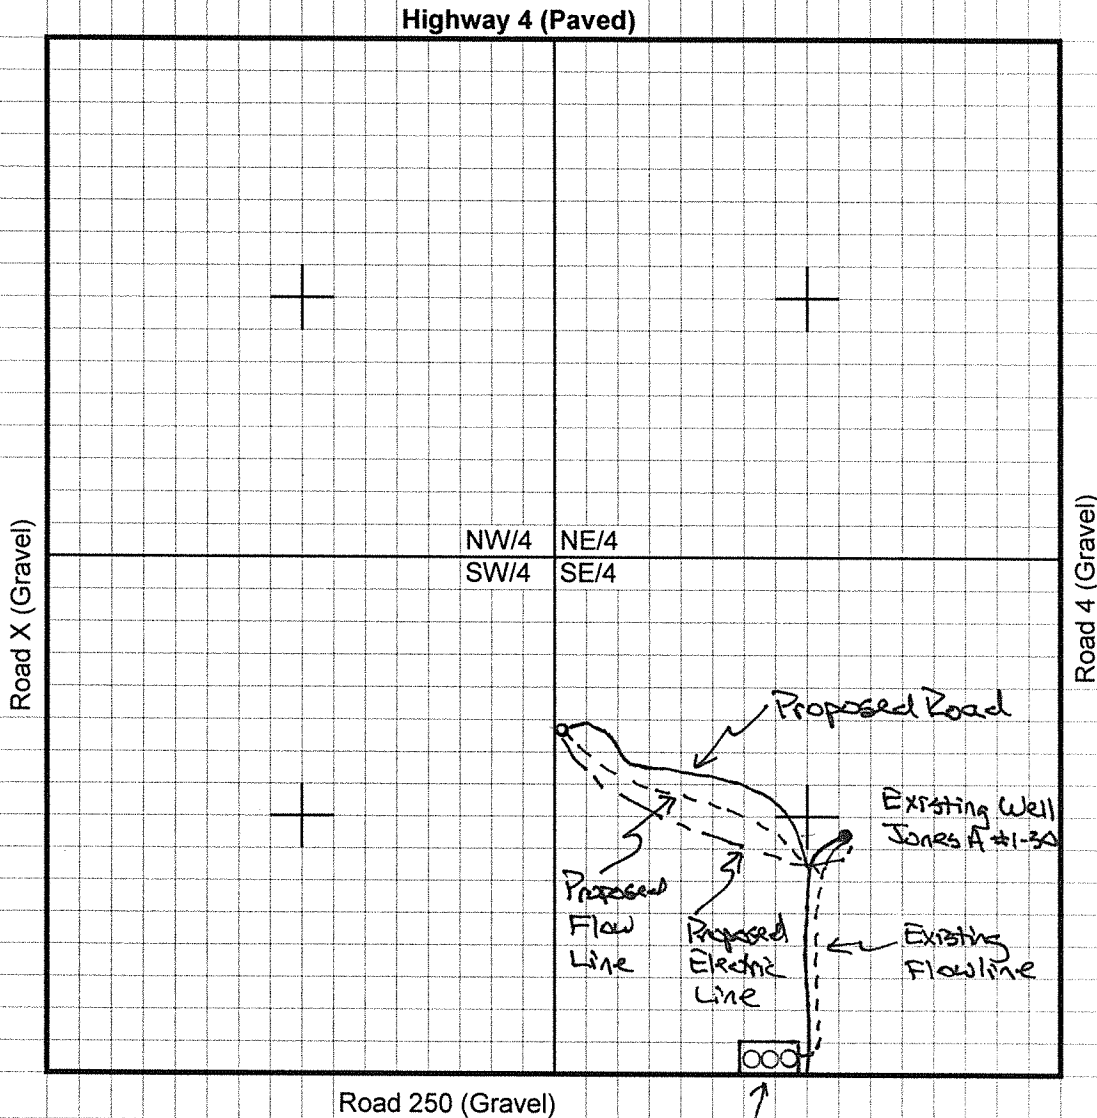 Highway 4 (Paved)
Road X (Gravel)
NW/4
NE/4
SW/4
SE/4
Road 4 (Gravel)
Proposed Road
Existing Well
Jones A #1-30
Proposed
Flow
Line
Proposed
Electric
Line
Existing
Flowline
Road 250 (Gravel)